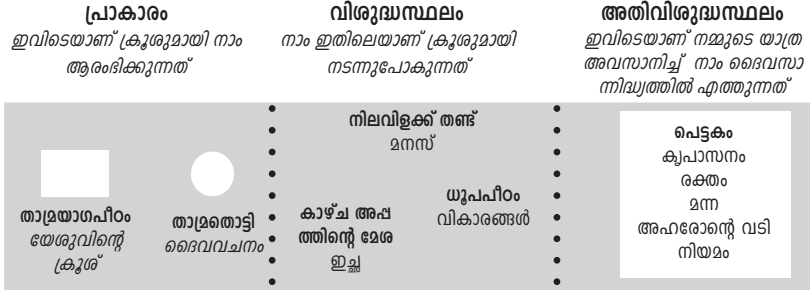 പ്രാകാരം
ഇവിടെയാണ് ക്രൂശുമായി നാം
ആരംഭിക്കുന്നത്
വിശുദ്ധസ്ഥലം
നാം ഇതിലെയാണ് ക്രൂശുമായി
നടന്നുപോകുന്നത്
അതിവിശുദ്ധസ്ഥലം
ഇവിടെയാണ് നമ്മുടെ യാത്ര
അവസാനിച്ച് നാം ദൈവസാ
ന്നിദ്ധ്യത്തിൽ എത്തുന്നത്
താമ്രയാഗപീഠം
യേശുവിന്റെ
ക്രൂശ്
താമ്രതൊട്ടി
ദൈവവചനം
നിലവിളക്ക് തണ്ട്
മനസ്
കാഴ്ച അപ്പ
ത്തിന്റെ മേശ
ഇച്ഛ
ധൂപപീഠം
വികാരങ്ങൾ
പെട്ടകം
കൃപാസനം
രക്തം
മന്ന
അഹരോന്റെ വടി
നിയമം